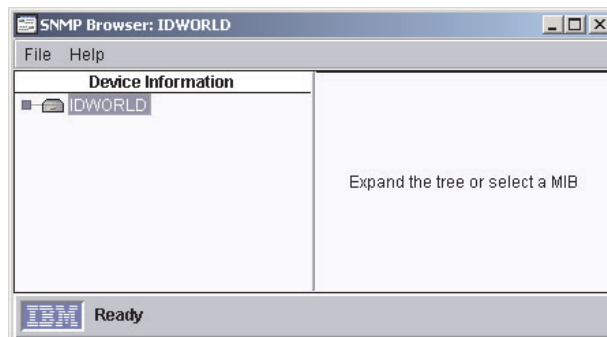 SNMP Browser: IDWORLD
File Help
Device Information
IDWORLD
Expand the tree or select a MIB
IBM Ready